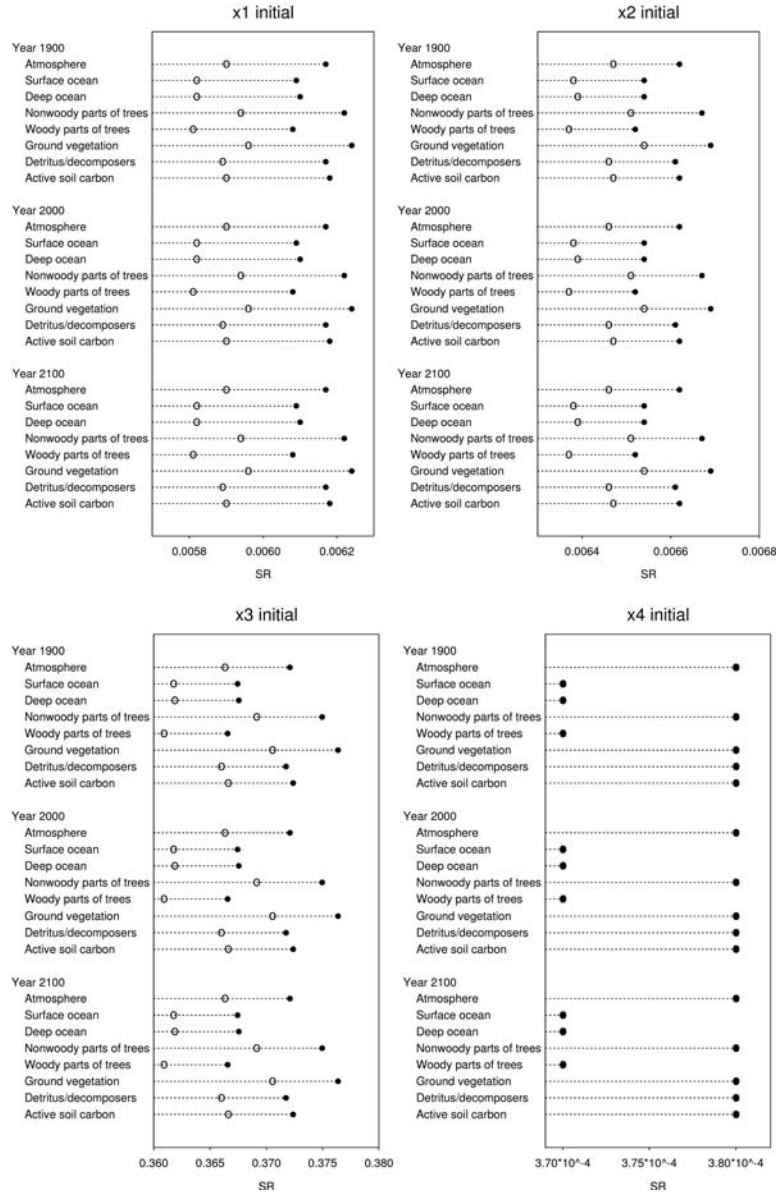 x1 initial
Year 1900
Atmosphere
Surface ocean
Deep ocean
Nonwoody parts of trees
Woody parts of trees
Ground vegetation
Detritus/decomposers
Active soil carbon
Year 2000
Atmosphere
Surface ocean
Deep ocean
Nonwoody parts of trees
Woody parts of trees
Ground vegetation
Detritus/decomposers
Active soil carbon
Year 2100
Atmosphere
Surface ocean
Deep ocean
Nonwoody parts of trees
Woody parts of trees
Ground vegetation
Detritus/decomposers
Active soil carbon
0.0058 0.0060 0.0062
SR
x2 initial
Year 1900
Atmosphere
Surface ocean
Deep ocean
Nonwoody parts of trees
Woody parts of trees
Ground vegetation
Detritus/decomposers
Active soil carbon
Year 2000
Atmosphere
Surface ocean
Deep ocean
Nonwoody parts of trees
Woody parts of trees
Ground vegetation
Detritus/decomposers
Active soil carbon
Year 2100
Atmosphere
Surface ocean
Deep ocean
Nonwoody parts of trees
Woody parts of trees
Ground vegetation
Detritus/decomposers
Active soil carbon
0.0064 0.0066 0.0068
SR
x3 initial
Year 1900
Atmosphere
Surface ocean
Deep ocean
Nonwoody parts of trees
Woody parts of trees
Ground vegetation
Detritus/decomposers
Active soil carbon
Year 2000
Atmosphere
Surface ocean
Deep ocean
Nonwoody parts of trees
Woody parts of trees
Ground vegetation
Detritus/decomposers
Active soil carbon
Year 2100
Atmosphere
Surface ocean
Deep ocean
Nonwoody parts of trees
Woody parts of trees
Ground vegetation
Detritus/decomposers
Active soil carbon
0.360 0.365 0.370 0.375 0.380
SR
x4 initial
Year 1900
Atmosphere
Surface ocean
Deep ocean
Nonwoody parts of trees
Woody parts of trees
Ground vegetation
Detritus/decomposers
Active soil carbon
Year 2000
Atmosphere
Surface ocean
Deep ocean
Nonwoody parts of trees
Woody parts of trees
Ground vegetation
Detritus/decomposers
Active soil carbon
Year 2100
Atmosphere
Surface ocean
Deep ocean
Nonwoody parts of trees
Woody parts of trees
Ground vegetation
Detritus/decomposers
Active soil carbon
3.70*10^-4 3.75*10^-4 3.80*10^-4
SR